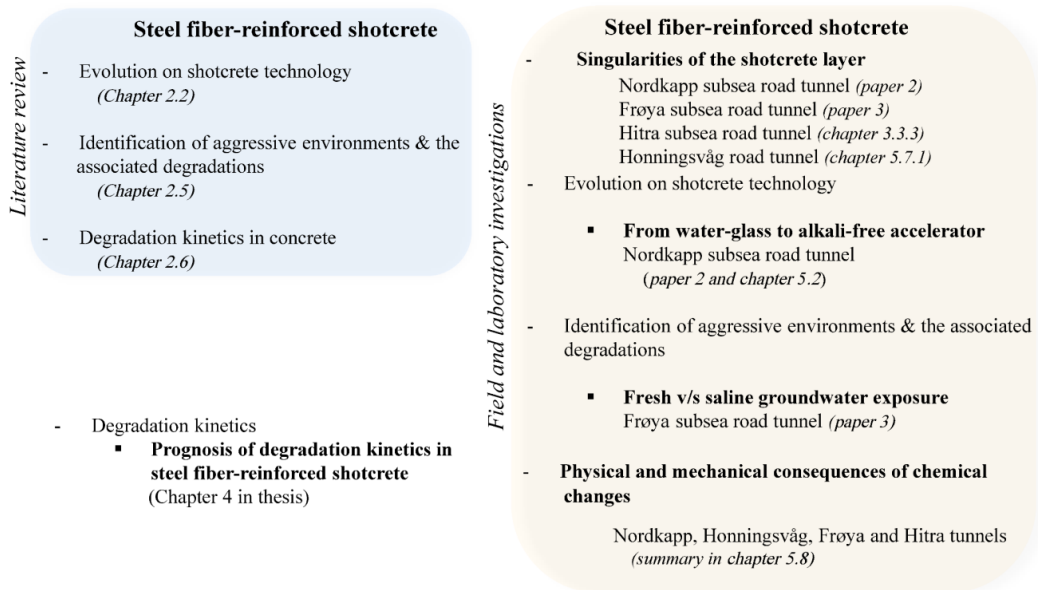 Literature review
Steel fiber-reinforced shotcrete
- Evolution on shotcrete technology
(Chapter 2.2)
- Identification of aggressive environments & the
associated degradations
(Chapter 2.5)
- Degradation kinetics in concrete
(Chapter 2.6)
- Degradation kinetics
▪ Prognosis of degradation kinetics in
steel fiber-reinforced shotcrete
(Chapter 4 in thesis)
Field and laboratory investigations
Steel fiber-reinforced shotcrete
- Singularities of the shotcrete layer
Nordkapp subsea road tunnel (paper 2)
Frøya subsea road tunnel (paper 3)
Hitra subsea road tunnel (chapter 3.3.3)
Honningsvåg road tunnel (chapter 5.7.1)
- Evolution on shotcrete technology
▪ From water-glass to alkali-free accelerator
Nordkapp subsea road tunnel
(paper 2 and chapter 5.2)
- Identification of aggressive environments & the associated
degradations
▪ Fresh v/s saline groundwater exposure
Frøya subsea road tunnel (paper 3)
- Physical and mechanical consequences of chemical
changes
Nordkapp, Honningsvåg, Frøya and Hitra tunnels
(summary in chapter 5.8)